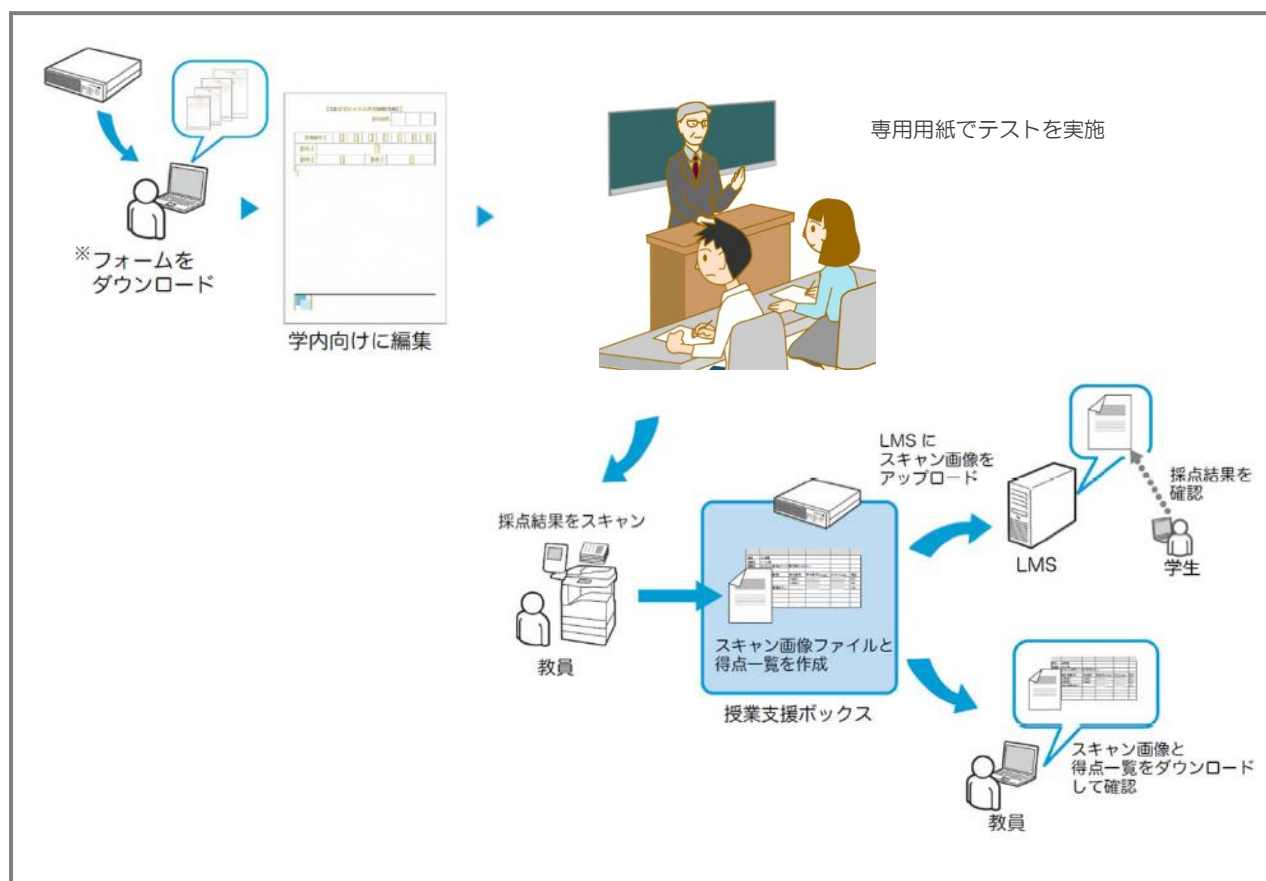 ※フォームを
ダウンロード
学内向けに編集
専用用紙でテストを実施
採点結果をスキャン
教員
スキャン画像ファイルと
得点一覧を作成
授業支援ボックス
LMS に
スキャン画像を
アップロード
LMS
採点結果を
確認
学生
スキャン画像と
得点一覧をダウンロード
して確認
教員